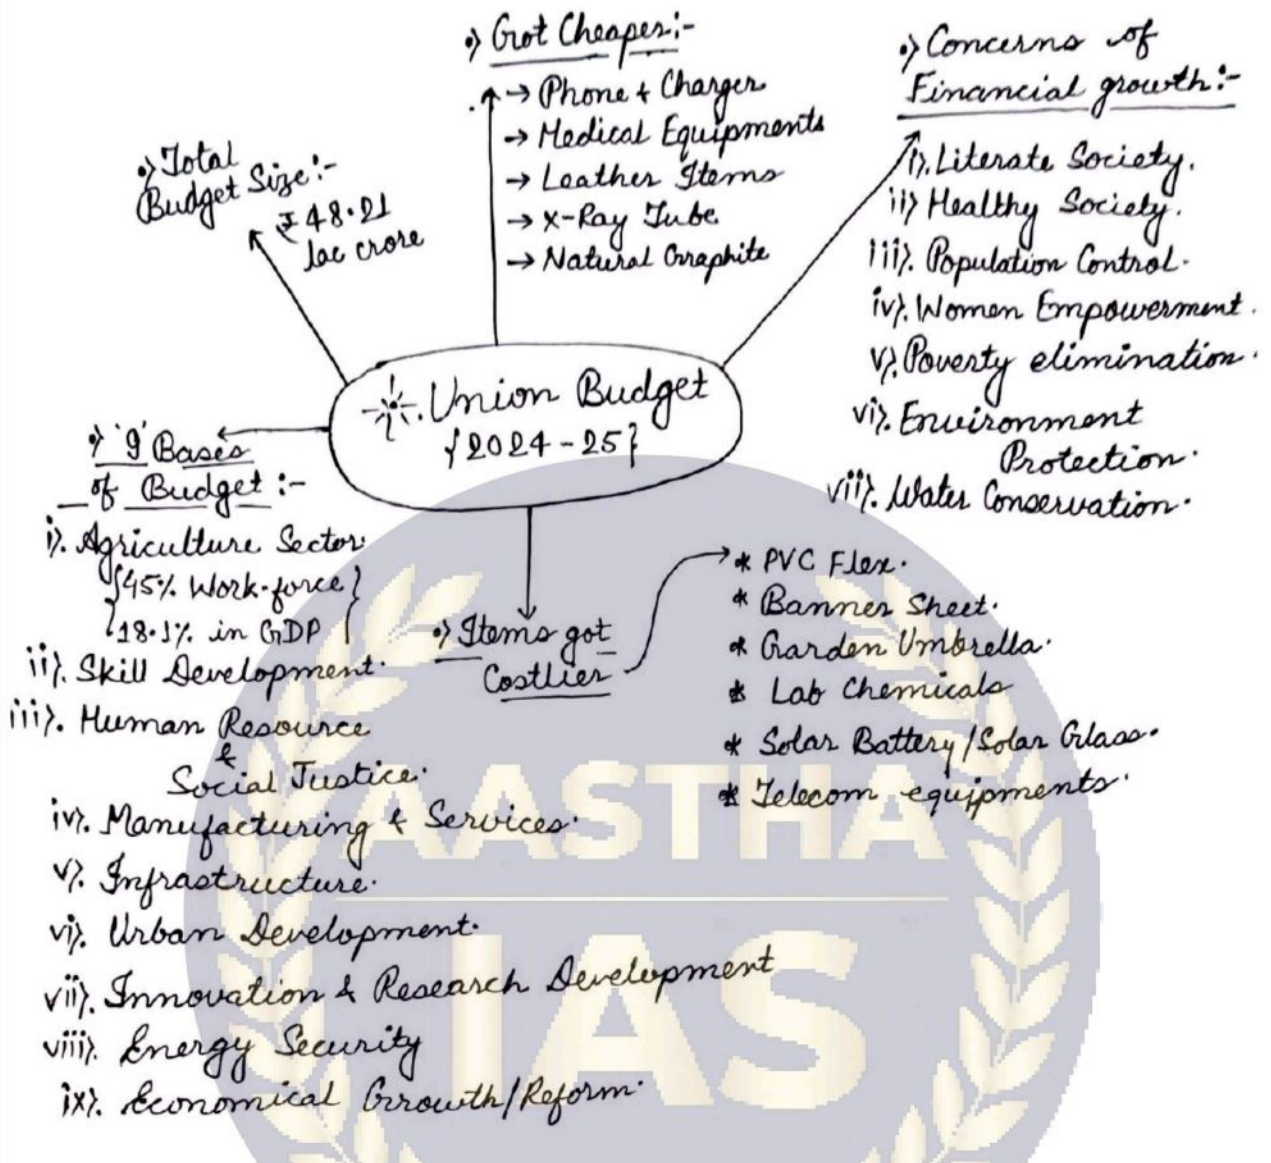 •) Got Cheaper:-
→ Phone & Charger
→ Medical Equipments
→ Leather Items
→ X-Ray Tube
→ Natural Graphite
•) Concerns of
Financial growth:-
i). Literate Society.
ii) Healthy Society.
iii). Population Control.
iv). Women Empowerment.
v). Poverty elimination.
vi). Environment
Protection.
vii). Water Conservation.
•) Total
Budget Size:-
₹ 48.21
lac crore
Union Budget
{2024-25}
•) '9' Bases
of Budget :-
i). Agriculture Sector.
{45% Work-force}
{18.1% in GDP}
ii). Skill Development.
iii). Human Resource
&
Social Justice.
iv). Manufacturing & Services.
v). Infrastructure.
vi). Urban Development.
vii). Innovation & Research Development
viii). Energy Security
ix). Economical Growth/Reform.
•) Items got
Costlier
* PVC Flex.
* Banner Sheet.
* Garden Umbrella.
* Lab Chemicals
* Solar Battery/Solar Glass.
* Telecom equipments.
AASTHA
IAS